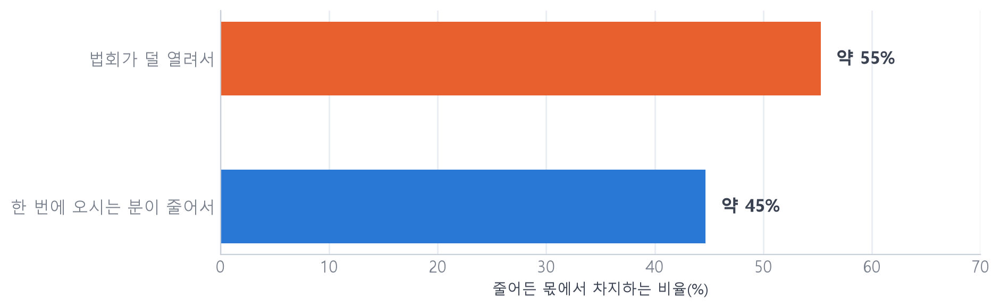 법회가 덜 열려서
약 55%
한 번에 오시는 분이 줄어서
약 45%
0 10 20 30 40 50 60 70
줄어든 몫에서 차지하는 비율(%)